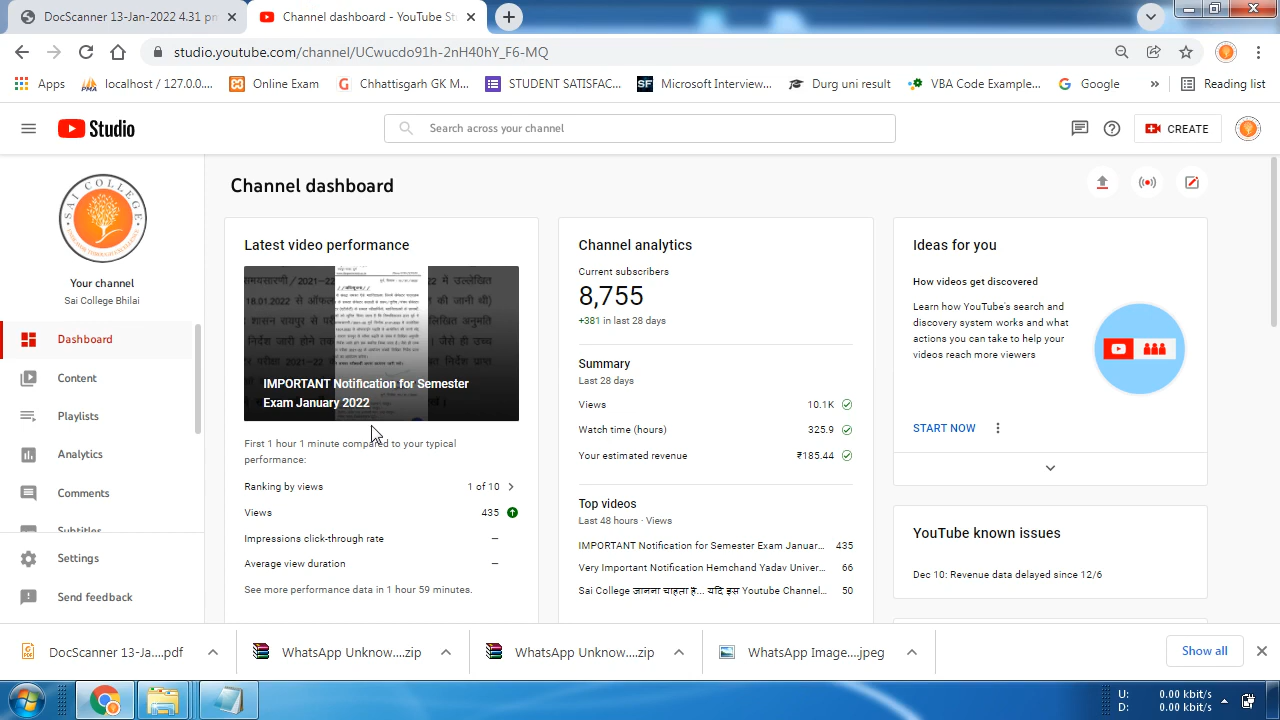 DocScanner 13-Jan-2022 4.31 pm
Channel dashboard - YouTube St
studio.youtube.com/channel/UCwucdo91h-2nH40hY_F6-MQ
Apps
localhost / 127.0.0....
Online Exam
Chhattisgarh GK M...
STUDENT SATISFAC...
Microsoft Interview...
Durg uni result
VBA Code Example...
Google
»
Reading list
Studio
Search across your channel
CREATE
SAI COLLEGE
Your channel
Sai College Bhilai
Dashboard
Content
Playlists
Analytics
Comments
Subtitles
Settings
Send feedback
Channel dashboard
Latest video performance
IMPORTANT Notification for Semester
Exam January 2022
First 1 hour 1 minute compared to your typical
performance:
Ranking by views 1 of 10
Views 435
Impressions click-through rate –
Average view duration –
See more performance data in 1 hour 59 minutes.
Channel analytics
Current subscribers
8,755
+381 in last 28 days
Summary
Last 28 days
Views 10.1K
Watch time (hours) 325.9
Your estimated revenue ₹185.44
Top videos
Last 48 hours · Views
IMPORTANT Notification for Semester Exam Januar... 435
Very Important Notification Hemchand Yadav Univer... 66
Sai College जानना चाहता है... यदि इस Youtube Channel... 50
Ideas for you
How videos get discovered
Learn how YouTube's search and
discovery system works and what
actions you can take to help your
videos reach more viewers
START NOW
YouTube known issues
Dec 10: Revenue data delayed since 12/6
DocScanner 13-Ja....pdf
WhatsApp Unknow....zip
WhatsApp Unknow....zip
WhatsApp Image....jpeg
Show all
U: 0.00 kbit/s
D: 0.00 kbit/s